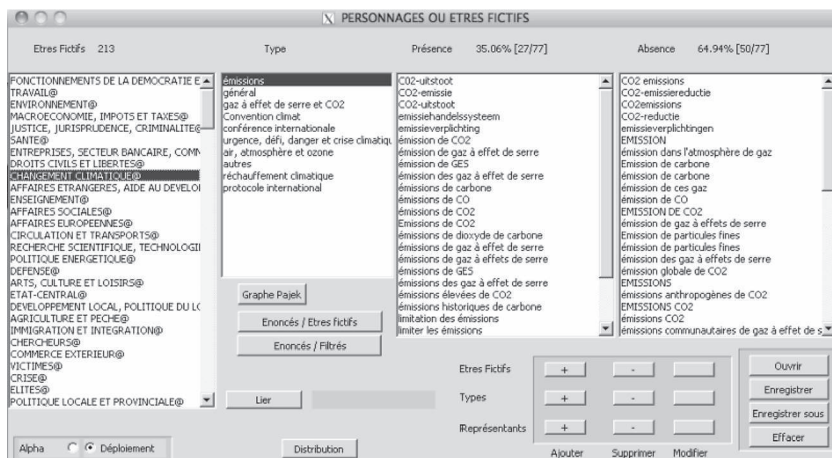 PERSONNAGES OU ETRES FICTIFS
Etres Fictifs 213
Type
Présence 35.06% [27/77]
Absence 64.94% [50/77]
FONCTIONNEMENTS DE LA DEMOCRATIE E
TRAVAIL@
ENVIRONNEMENT@
MACROECONOMIE, IMPOTS ET TAXES@
JUSTICE, JURISPRUDENCE, CRIMINALITE@
SANTE@
ENTREPRISES, SECTEUR BANCAIRE, COMM
DROITS CIVILS ET LIBERTES@
CHANGEMENT CLIMATIQUE@
AFFAIRES ETRANGERES, AIDE AU DEVELO
ENSEIGNEMENT@
AFFAIRES SOCIALES@
AFFAIRES EUROPEENNES@
CIRCULATION ET TRANSPORTS@
RECHERCHE SCIENTIFIQUE, TECHNOLOGI
POLITIQUE ENERGETIQUE@
DEFENSE@
ARTS, CULTURE ET LOISIRS@
ETAT-CENTRAL@
DEVELOPPEMENT LOCAL, POLITIQUE DU LO
AGRICULTURE ET PECHE@
IMMIGRATION ET INTEGRATION@
CHERCHEURS@
COMMERCE EXTERIEUR@
VICTIMES@
CRISE@
ELITES@
POLITIQUE LOCALE ET PROVINCIALE@
émissions
général
gaz à effet de serre et CO2
Convention climat
conférence internationale
urgence, défi, danger et crise climatiqu
air, atmosphère et ozone
autres
réchauffement climatique
protocole international
CO2-uitstoot
CO2-emissie
CO2-uitstoot
emissiehandelssysteem
emissieverplichting
émission de CO2
émission de gaz à effet de serre
émission de GES
émission des gaz à effet de serre
émissions de carbone
émissions de CO
émissions de CO2
Emissions de CO2
émissions de dioxyde de carbone
émissions de gaz à effet de serre
émissions de gaz à effet de serre
émissions de GES
émissions des gaz à effet de serre
émissions élevées de CO2
émissions historiques de carbone
limitation des émissions
limiter les émissions
CO2 emissions
CO2-emissiereductie
CO2emissions
CO2-reductie
emissieverplichtingen
EMISSION
émission dans l'atmosphère de gaz
Emission de carbone
émission de carbone
émission de ces gaz
émission de CO
EMISSION DE CO2
émission de gaz à effets de serre
Emission de particules fines
émission de particules fines
émission des gaz à effets de serre
émission globale de CO2
EMISSIONS
émissions anthropogènes de CO2
EMISSIONS CO2
émissions CO2
émissions communautaires de gaz à effet de s
Graphe Pajek
Enoncés / Etres fictifs
Enoncés / Filtrés
Lier
Alpha
Déploiement
Distribution
Etres Fictifs + -
Types + -
Représentants + -
Ajouter Supprimer Modifier
Ouvrir
Enregistrer
Enregistrer sous
Effacer